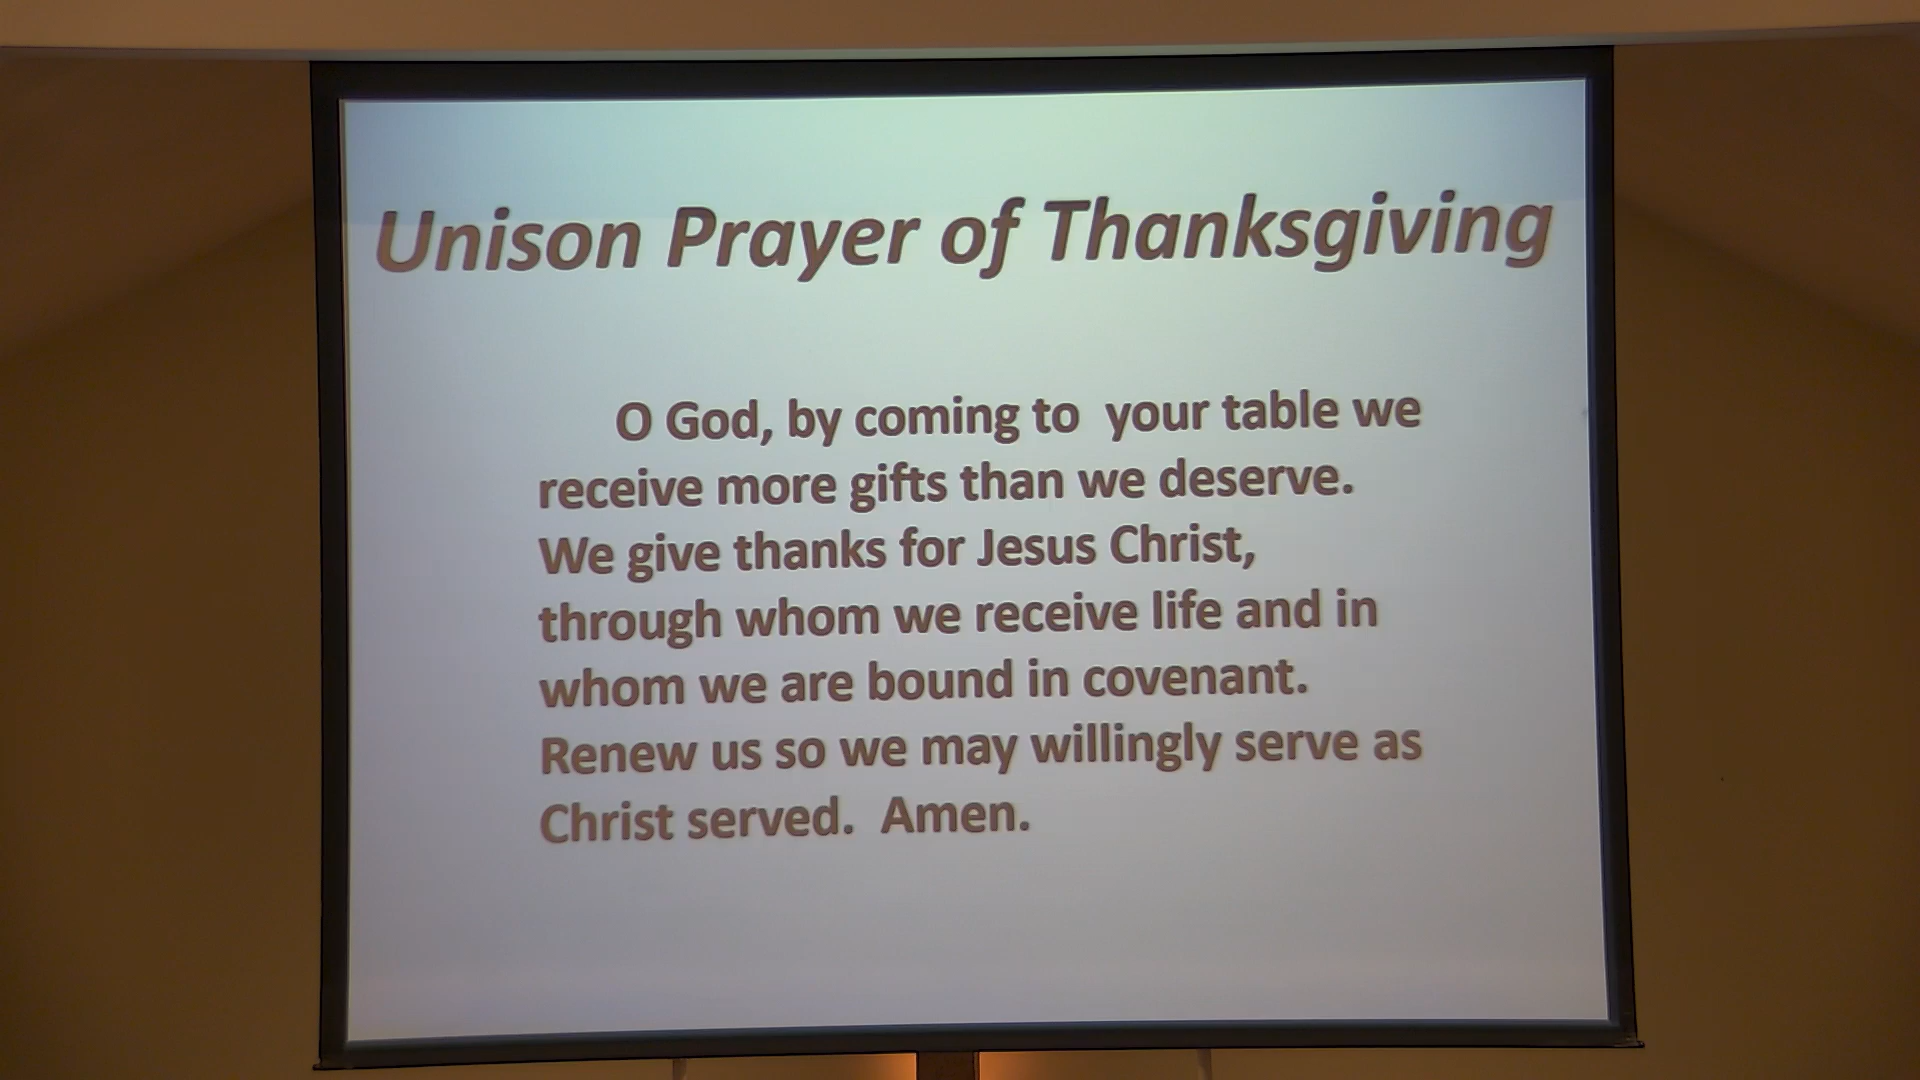 Unison Prayer of Thanksgiving
O God, by coming to  your table we
receive more gifts than we deserve.
We give thanks for Jesus Christ,
through whom we receive life and in
whom we are bound in covenant.
Renew us so we may willingly serve as
Christ served.  Amen.